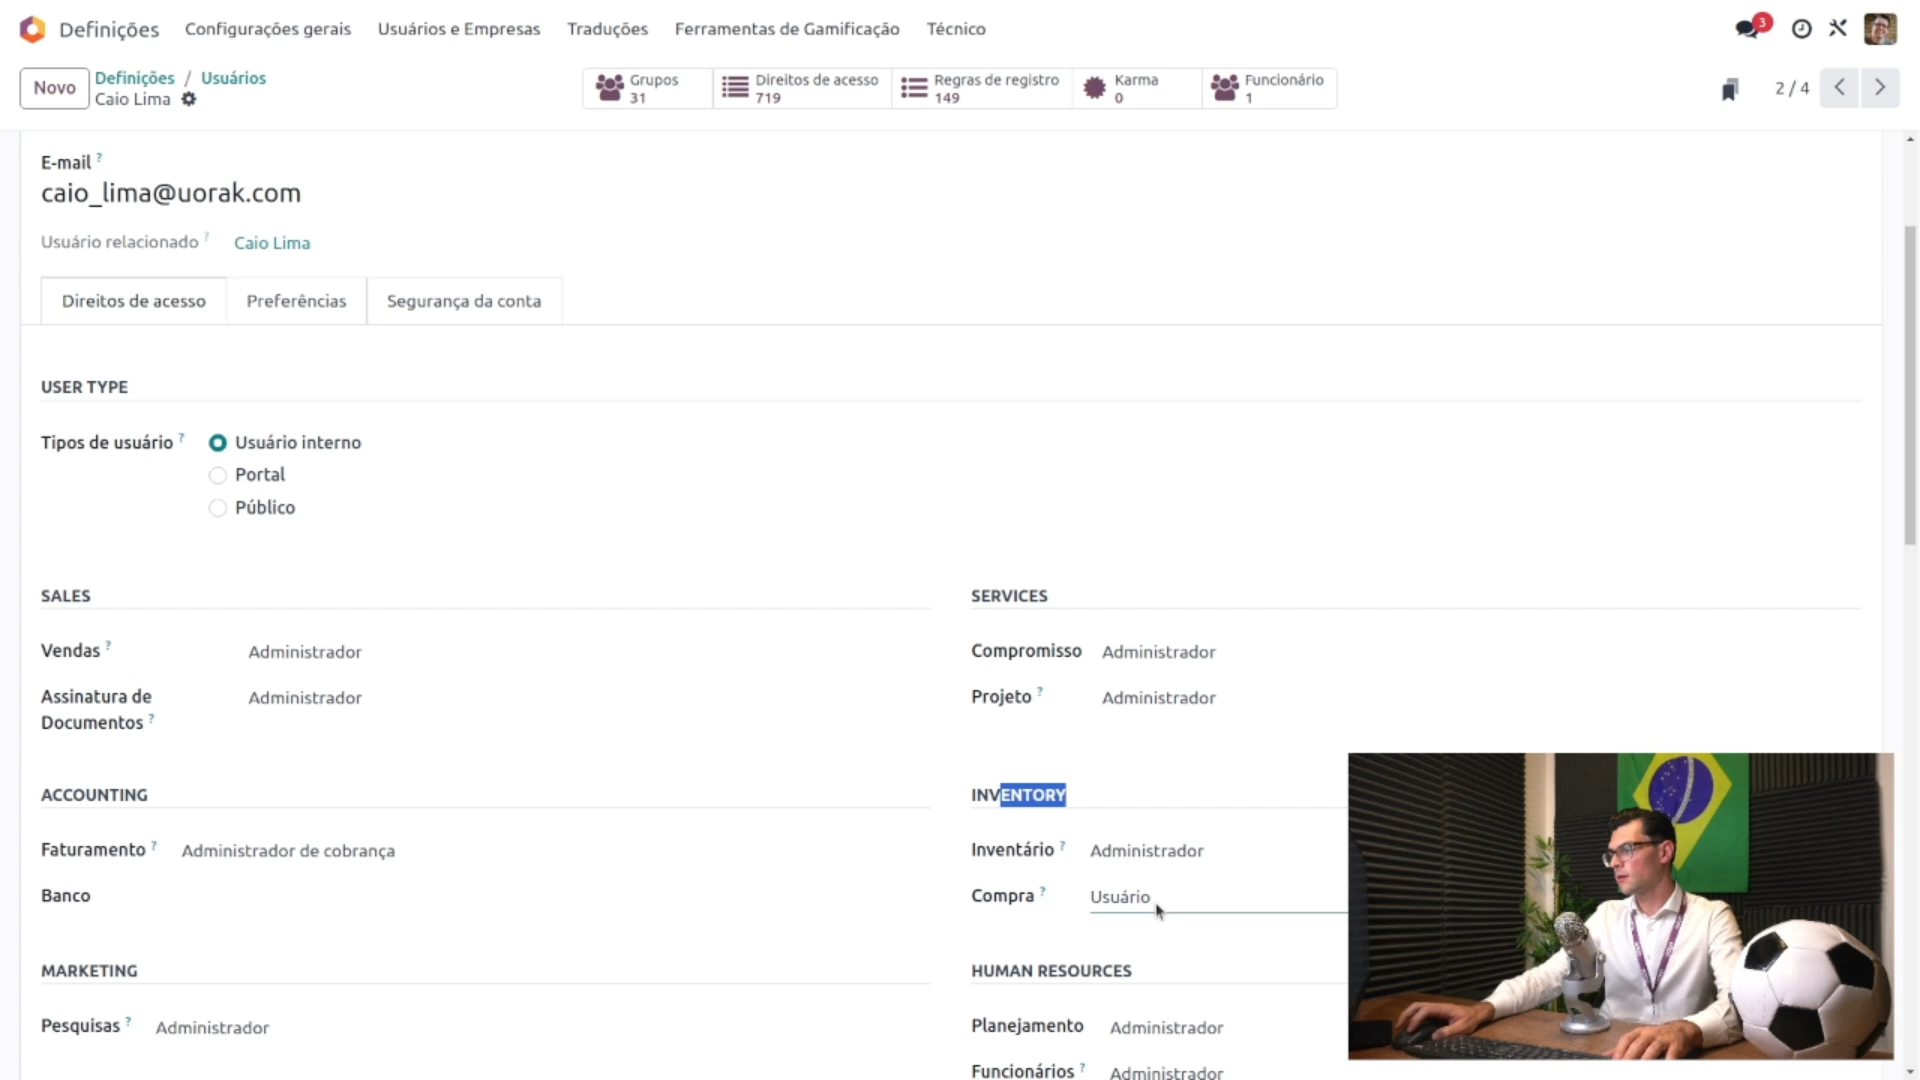 Definições Configurações gerais Usuários e Empresas Traduções Ferramentas de Gamificação Técnico 3
Novo Definições / Usuários
Caio Lima
Grupos 31
Direitos de acesso 719
Regras de registro 149
Karma 0
Funcionário 1
2 / 4
E-mail ?
caio_lima@uorak.com
Usuário relacionado ? Caio Lima
Direitos de acesso Preferências Segurança da conta
USER TYPE
Tipos de usuário ? Usuário interno
Portal
Público
SALES
Vendas ? Administrador
Assinatura de Documentos ? Administrador
SERVICES
Compromisso Administrador
Projeto ? Administrador
ACCOUNTING
Faturamento ? Administrador de cobrança
Banco
INVENTORY
Inventário ? Administrador
Compra ? Usuário
MARKETING
Pesquisas ? Administrador
HUMAN RESOURCES
Planejamento Administrador
Funcionários ? Administrador